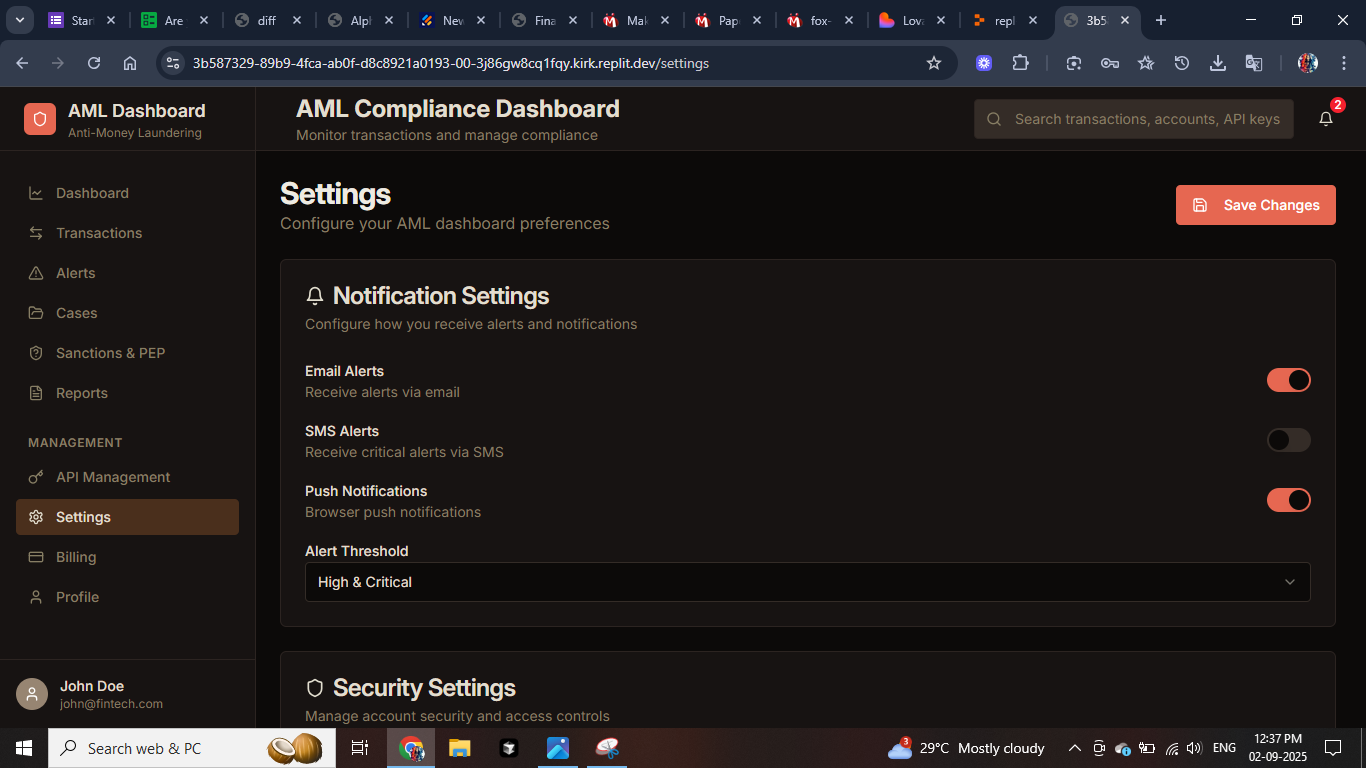 Star
Are
diff
Alph
New
Fina
Mak
Pap
fox-
Lova
repl
3b5
3b587329-89b9-4fca-ab0f-d8c8921a0193-00-3j86gw8cq1fqy.kirk.replit.dev/settings
AML Dashboard
Anti-Money Laundering
AML Compliance Dashboard
Monitor transactions and manage compliance
Search transactions, accounts, API keys
2
Dashboard
Transactions
Alerts
Cases
Sanctions & PEP
Reports
MANAGEMENT
API Management
Settings
Billing
Profile
John Doe
john@fintech.com
Settings
Configure your AML dashboard preferences
Save Changes
Notification Settings
Configure how you receive alerts and notifications
Email Alerts
Receive alerts via email
SMS Alerts
Receive critical alerts via SMS
Push Notifications
Browser push notifications
Alert Threshold
High & Critical
Security Settings
Manage account security and access controls
Search web & PC
3
29°C Mostly cloudy
ENG
12:37 PM
02-09-2025